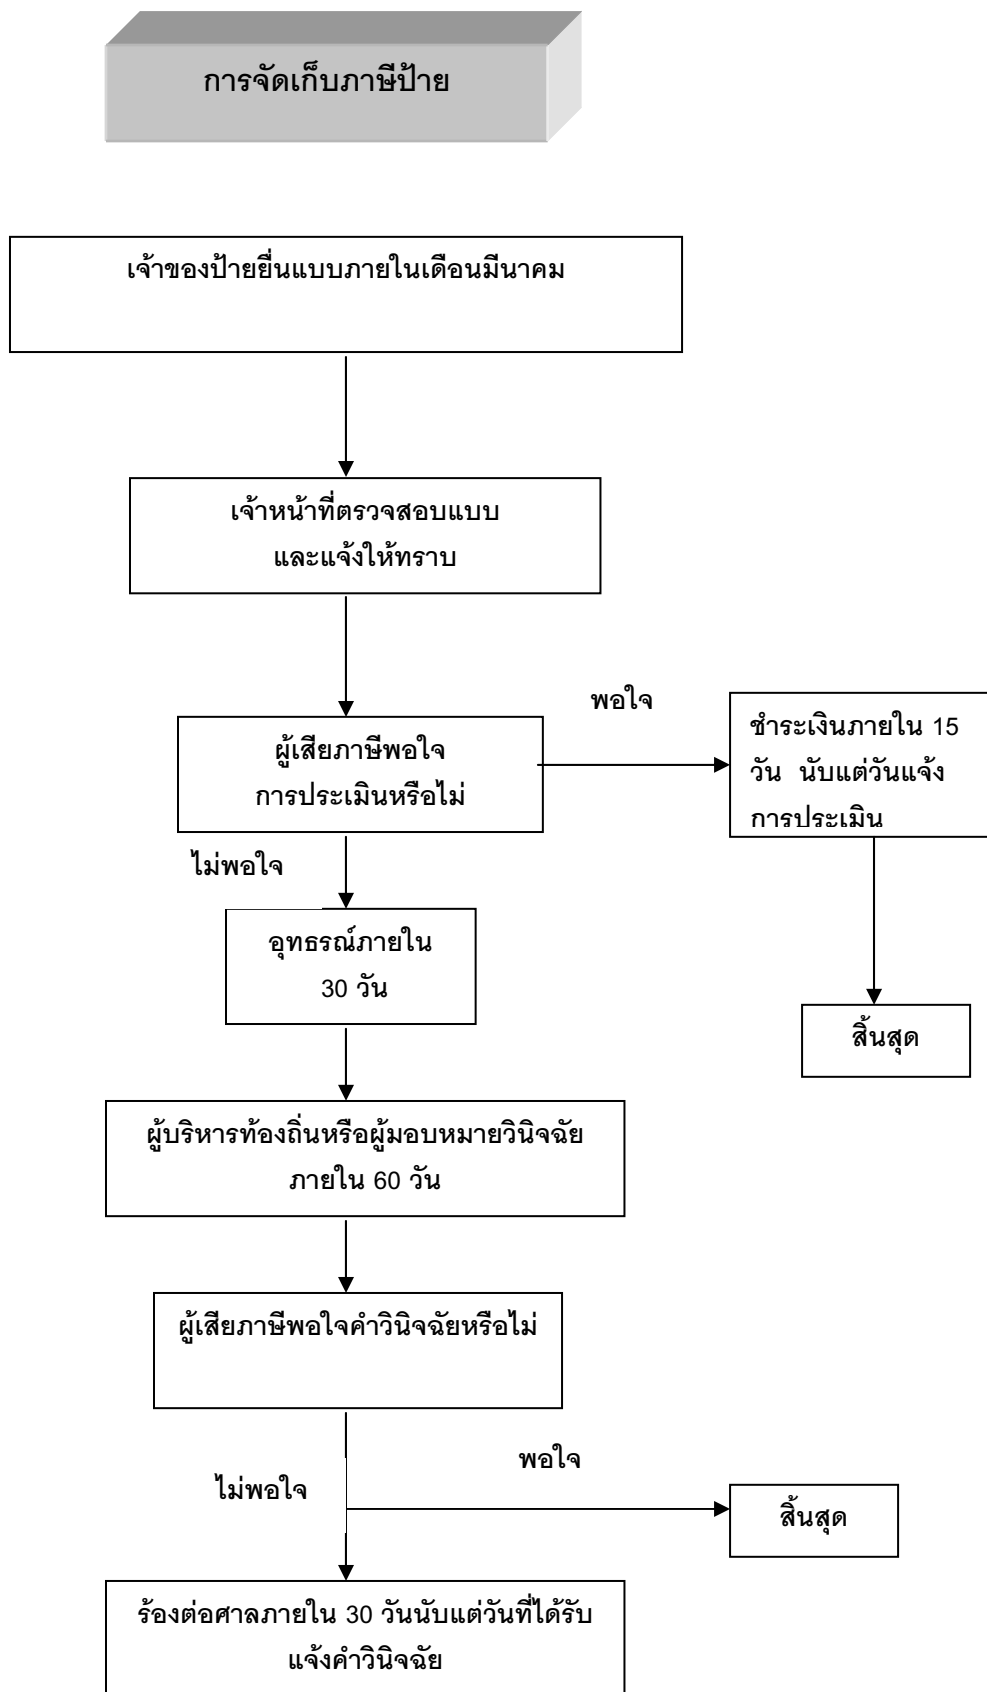 การจัดเก็บภาษีป้าย
เจ้าของป้ายยื่นแบบภายในเดือนมีนาคม
เจ้าหน้าที่ตรวจสอบแบบ
และแจ้งให้ทราบ
ผู้เสียภาษีพอใจ
การประเมินหรือไม่
พอใจ
ชำระเงินภายใน 15
วัน นับแต่วันแจ้ง
การประเมิน
สิ้นสุด
ไม่พอใจ
อุทธรณ์ภายใน
30 วัน
ผู้บริหารท้องถิ่นหรือผู้มอบหมายวินิจฉัย
ภายใน 60 วัน
ผู้เสียภาษีพอใจคำวินิจฉัยหรือไม่
พอใจ
สิ้นสุด
ไม่พอใจ
ร้องต่อศาลภายใน 30 วันนับแต่วันที่ได้รับ
แจ้งคำวินิจฉัย